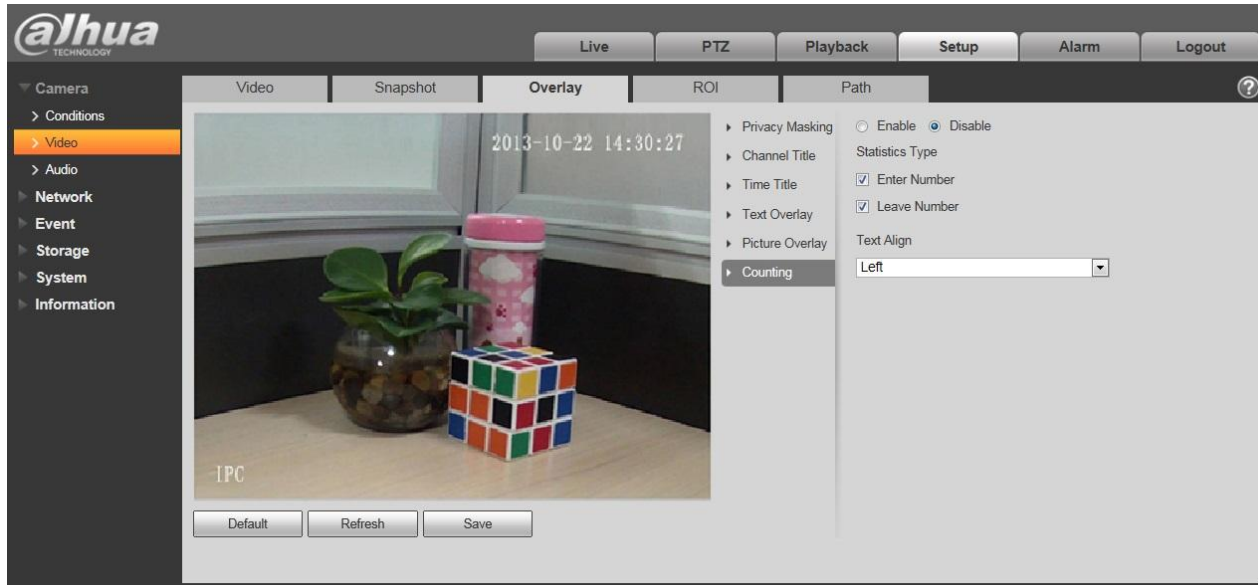 alhua
TECHNOLOGY
Live
PTZ
Playback
Setup
Alarm
Logout
Camera
Conditions
Video
Audio
Network
Event
Storage
System
Information
Video
Snapshot
Overlay
ROI
Path
?
2013-10-22 14:30:27
IPC
Default
Refresh
Save
Privacy Masking
Channel Title
Time Title
Text Overlay
Picture Overlay
Counting
Enable
Disable
Statistics Type
Enter Number
Leave Number
Text Align
Left